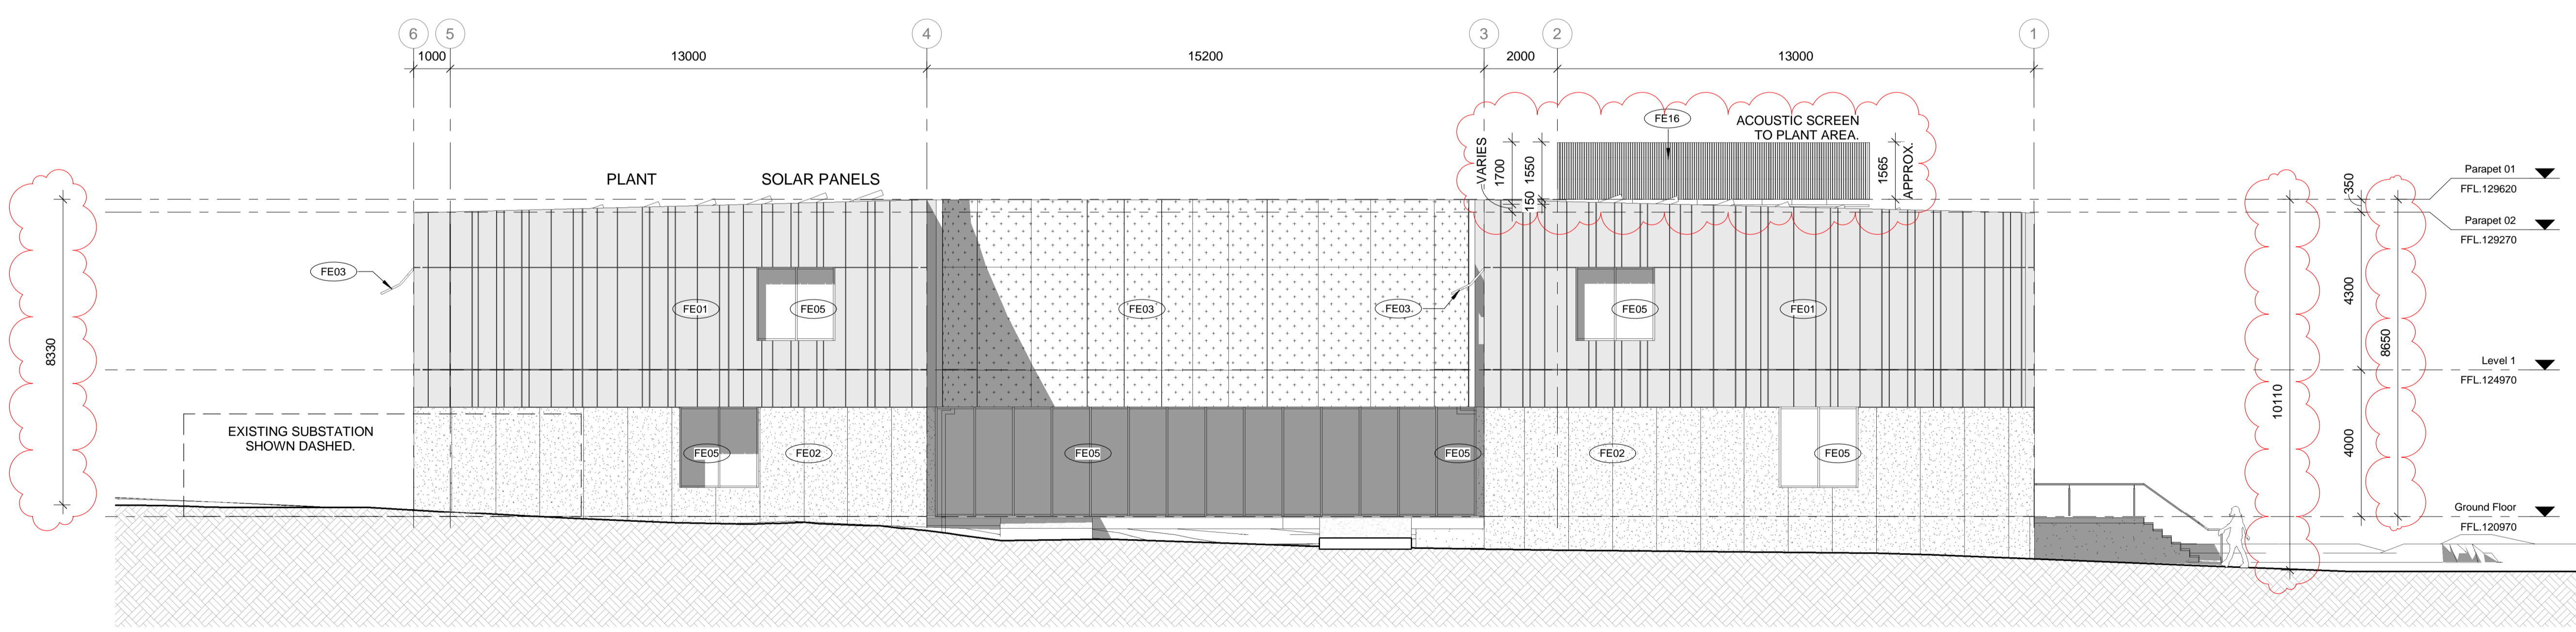 6 5 4 3 2 1
1000 13000 15200 2000 13000
FE16
ACOUSTIC SCREEN
TO PLANT AREA.
VARIES
1700
1550
150
1565
APPROX.
PLANT SOLAR PANELS
350
Parapet 01
FFL.129620
Parapet 02
FFL.129270
FE03
FE01 FE05 FE03 FE03. FE05 FE01
4300
8330
8650
Level 1
FFL.124970
10110
EXISTING SUBSTATION
SHOWN DASHED.
FE05 FE02 FE05 FE05 FE02 FE05
4000
Ground Floor
FFL.120970